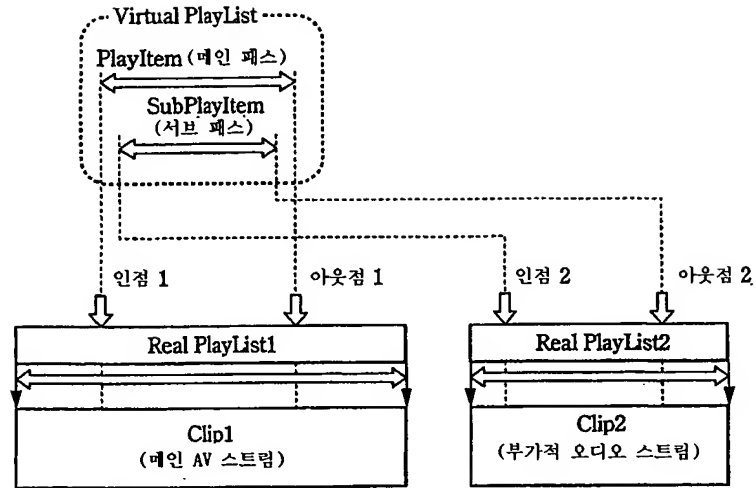 Virtual PlayList
PlayItem (메인 패스)
SubPlayItem
(서브 패스)
인점 1
아웃점 1
인점 2
아웃점 2
Real PlayList1
Real PlayList2
Clip1
(메인 AV 스트림)
Clip2
(부가적 오디오 스트림)